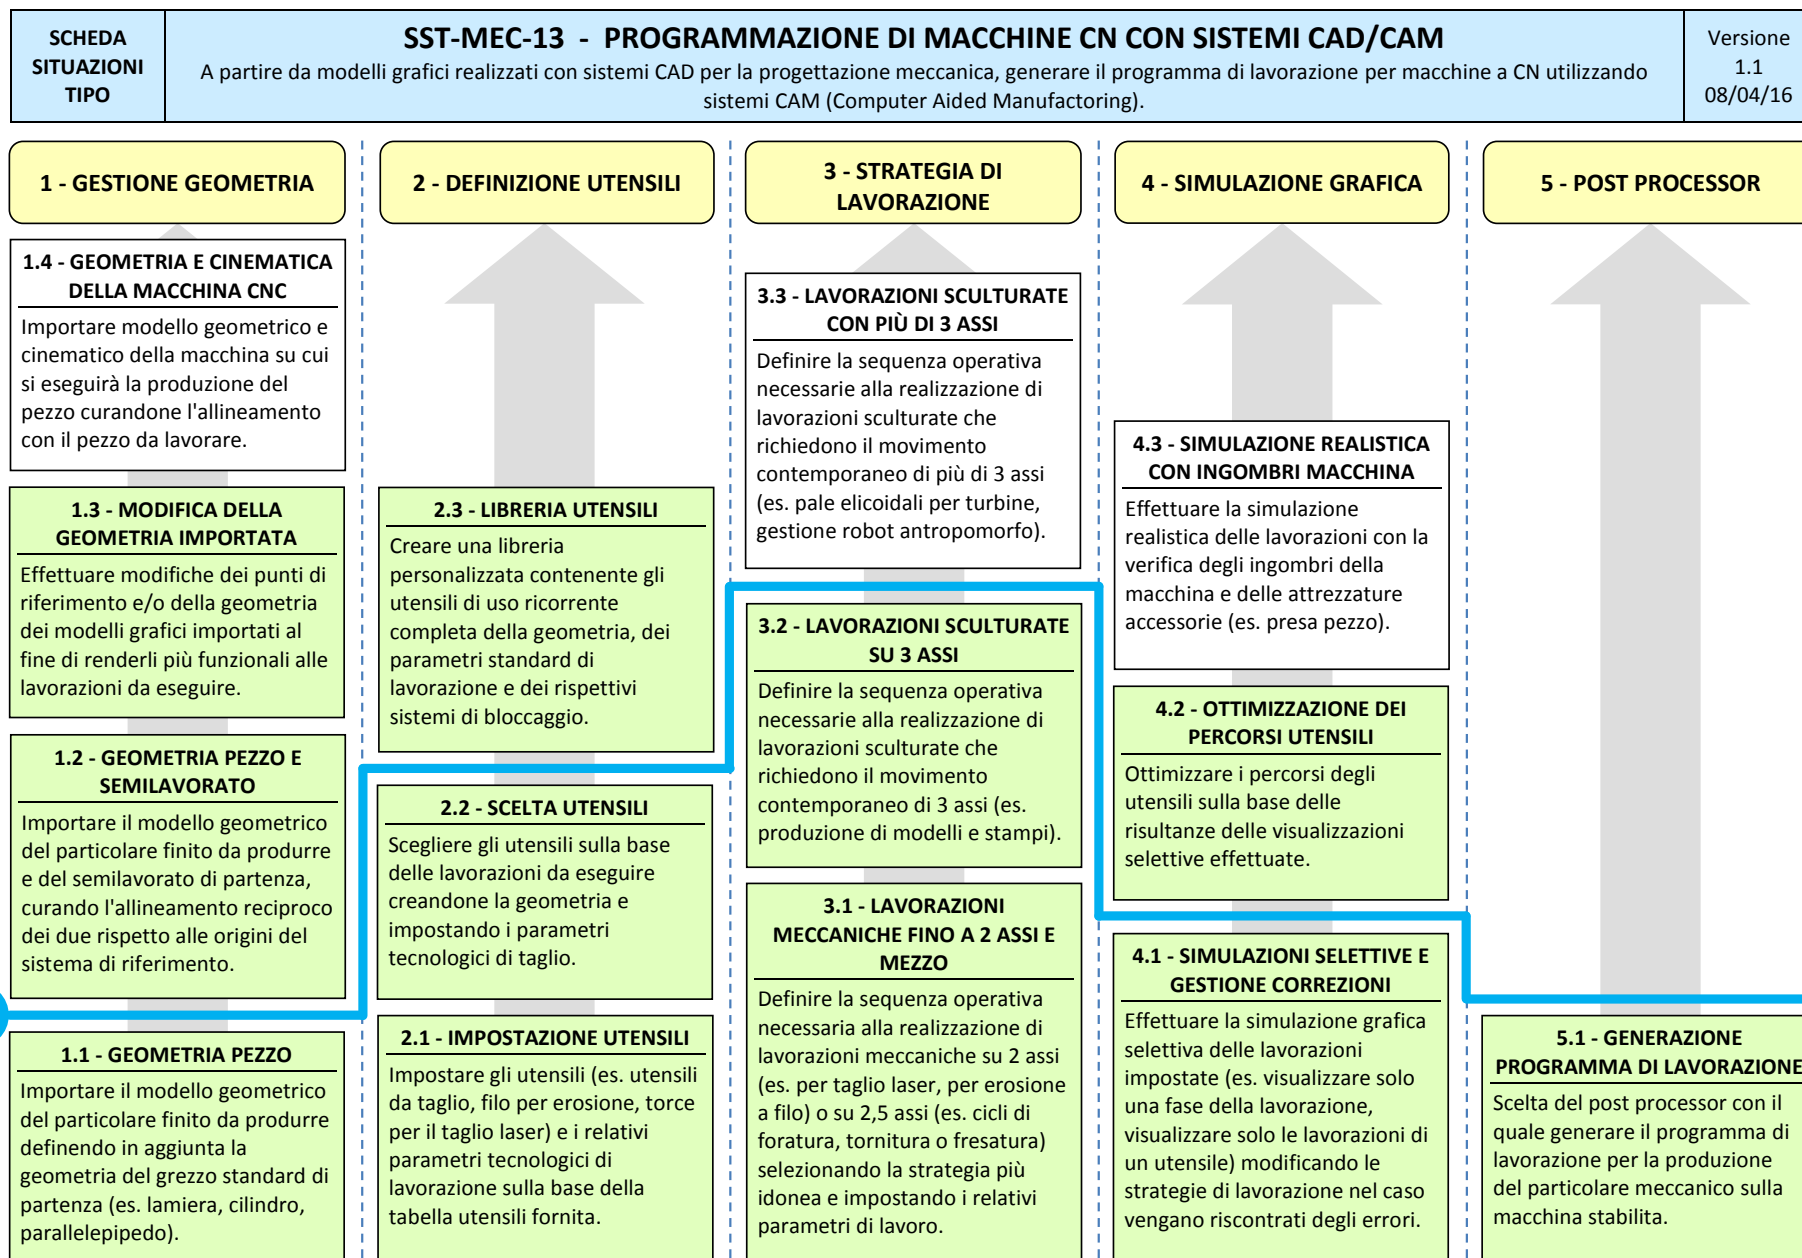 SCHEDA
SITUAZIONI
TIPO
SST-MEC-13 - PROGRAMMAZIONE DI MACCHINE CN CON SISTEMI CAD/CAM
A partire da modelli grafici realizzati con sistemi CAD per la progettazione meccanica, generare il programma di lavorazione per macchine a CN utilizzando
sistemi CAM (Computer Aided Manufactoring).
Versione
1.1
08/04/16
1 - GESTIONE GEOMETRIA
1.4 - GEOMETRIA E CINEMATICA
DELLA MACCHINA CNC
Importare modello geometrico e
cinematico della macchina su cui
si eseguirà la produzione del
pezzo curandone l'allineamento
con il pezzo da lavorare.
1.3 - MODIFICA DELLA
GEOMETRIA IMPORTATA
Effettuare modifiche dei punti di
riferimento e/o della geometria
dei modelli grafici importati al
fine di renderli più funzionali alle
lavorazioni da eseguire.
1.2 - GEOMETRIA PEZZO E
SEMILAVORATO
Importare il modello geometrico
del particolare finito da produrre
e del semilavorato di partenza,
curando l'allineamento reciproco
dei due rispetto alle origini del
sistema di riferimento.
1.1 - GEOMETRIA PEZZO
Importare il modello geometrico
del particolare finito da produrre
definendo in aggiunta la
geometria del grezzo standard di
partenza (es. lamiera, cilindro,
parallelepipedo).
2 - DEFINIZIONE UTENSILI
2.3 - LIBRERIA UTENSILI
Creare una libreria
personalizzata contenente gli
utensili di uso ricorrente
completa della geometria, dei
parametri standard di
lavorazione e dei rispettivi
sistemi di bloccaggio.
2.2 - SCELTA UTENSILI
Scegliere gli utensili sulla base
delle lavorazioni da eseguire
creandone la geometria e
impostando i parametri
tecnologici di taglio.
2.1 - IMPOSTAZIONE UTENSILI
Impostare gli utensili (es. utensili
da taglio, filo per erosione, torce
per il taglio laser) e i relativi
parametri tecnologici di
lavorazione sulla base della
tabella utensili fornita.
3 - STRATEGIA DI
LAVORAZIONE
3.3 - LAVORAZIONI SCULTURATE
CON PIÙ DI 3 ASSI
Definire la sequenza operativa
necessarie alla realizzazione di
lavorazioni sculturate che
richiedono il movimento
contemporaneo di più di 3 assi
(es. pale elicoidali per turbine,
gestione robot antropomorfo).
3.2 - LAVORAZIONI SCULTURATE
SU 3 ASSI
Definire la sequenza operativa
necessarie alla realizzazione di
lavorazioni sculturate che
richiedono il movimento
contemporaneo di 3 assi (es.
produzione di modelli e stampi).
3.1 - LAVORAZIONI
MECCANICHE FINO A 2 ASSI E
MEZZO
Definire la sequenza operativa
necessaria alla realizzazione di
lavorazioni meccaniche su 2 assi
(es. per taglio laser, per erosione
a filo) o su 2,5 assi (es. cicli di
foratura, tornitura o fresatura)
selezionando la strategia più
idonea e impostando i relativi
parametri di lavoro.
4 - SIMULAZIONE GRAFICA
4.3 - SIMULAZIONE REALISTICA
CON INGOMBRI MACCHINA
Effettuare la simulazione
realistica delle lavorazioni con la
verifica degli ingombri della
macchina e delle attrezzature
accessorie (es. presa pezzo).
4.2 - OTTIMIZZAZIONE DEI
PERCORSI UTENSILI
Ottimizzare i percorsi degli
utensili sulla base delle
risultanze delle visualizzazioni
selettive effettuate.
4.1 - SIMULAZIONI SELETTIVE E
GESTIONE CORREZIONI
Effettuare la simulazione grafica
selettiva delle lavorazioni
impostate (es. visualizzare solo
una fase della lavorazione,
visualizzare solo le lavorazioni di
un utensile) modificando le
strategie di lavorazione nel caso
vengano riscontrati degli errori.
5 - POST PROCESSOR
5.1 - GENERAZIONE
PROGRAMMA DI LAVORAZIONE
Scelta del post processor con il
quale generare il programma di
lavorazione per la produzione
del particolare meccanico sulla
macchina stabilita.